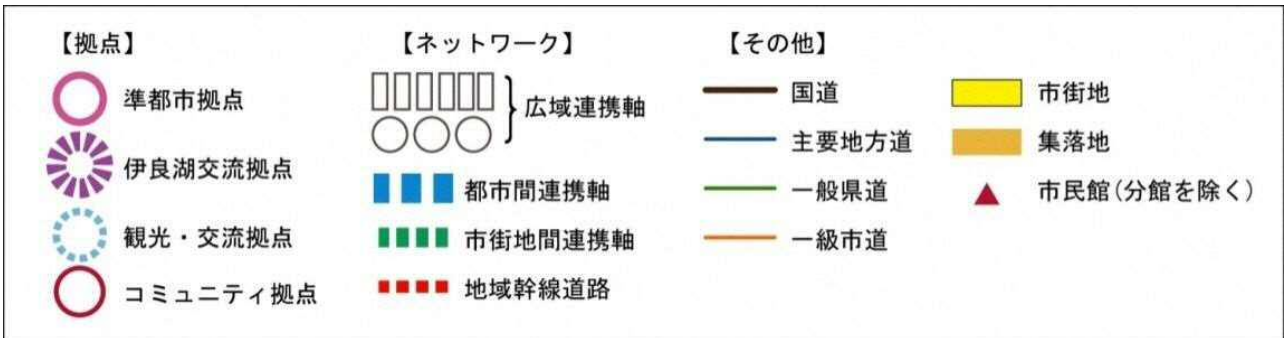 【拠点】
準都市拠点
伊良湖交流拠点
観光・交流拠点
コミュニティ拠点
【ネットワーク】
広域連携軸
都市間連携軸
市街地間連携軸
地域幹線道路
【その他】
国道
主要地方道
一般県道
一級市道
市街地
集落地
市民館(分館を除く)